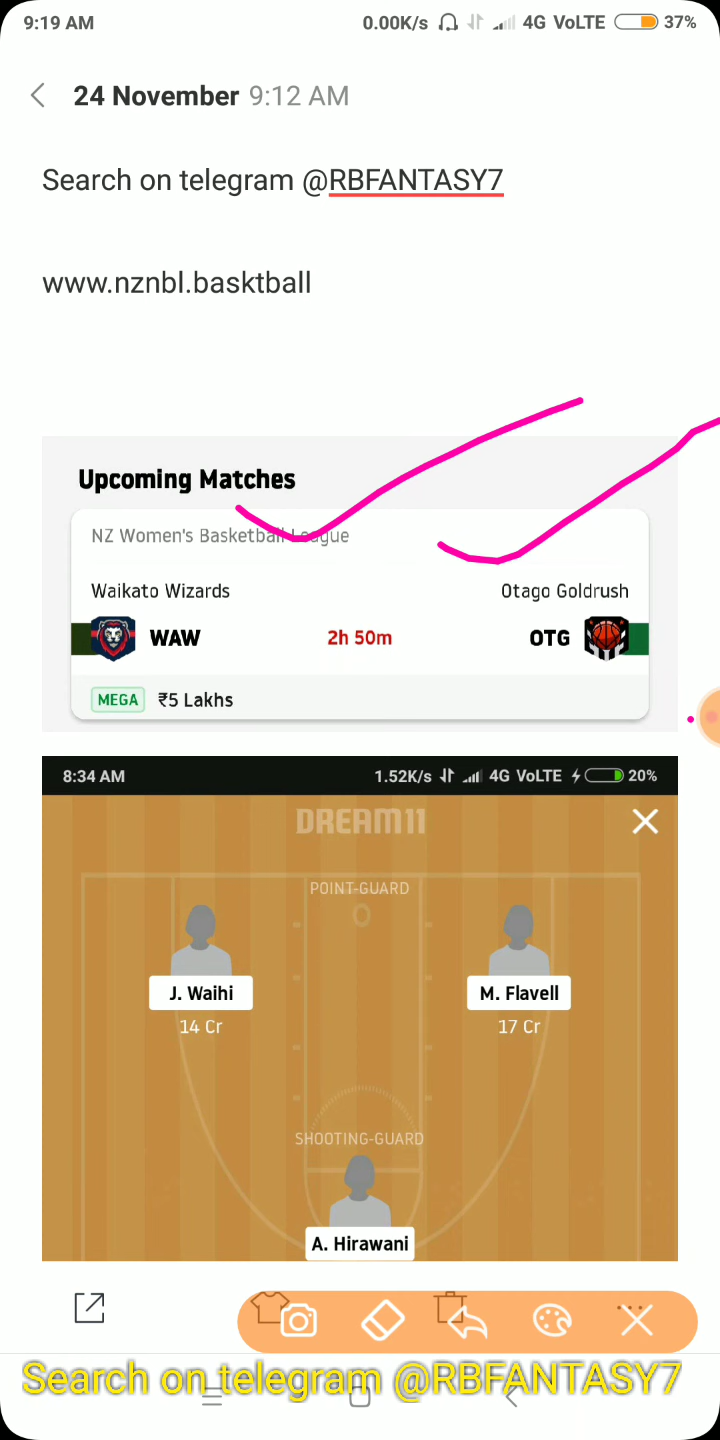 9:19 AM 0.00K/s 4G VoLTE 37%
24 November 9:12 AM
Search on telegram @RBFANTASY7
www.nznbl.basktball
Upcoming Matches
NZ Women's Basketball League
Waikato Wizards Otago Goldrush
WAW 2h 50m OTG
MEGA ₹5 Lakhs
8:34 AM 1.52K/s 4G VoLTE 20%
DREAM11
POINT-GUARD
J. Waihi M. Flavell
14 Cr 17 Cr
SHOOTING-GUARD
A. Hirawani
Search on telegram @RBFANTASY7